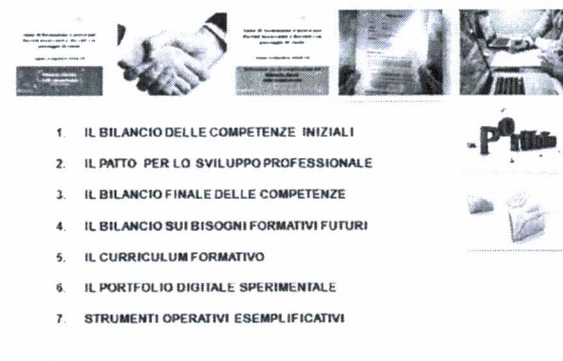 1. IL BILANCIO DELLE COMPETENZE INIZIALI
2. IL PATTO PER LO SVILUPPO PROFESSIONALE
3. IL BILANCIO FINALE DELLE COMPETENZE
4. IL BILANCIO SUI BISOGNI FORMATIVI FUTURI
5. IL CURRICULUM FORMATIVO
6. IL PORTFOLIO DIGITALE SPERIMENTALE
7. STRUMENTI OPERATIVI ESEMPLIFICATIVI